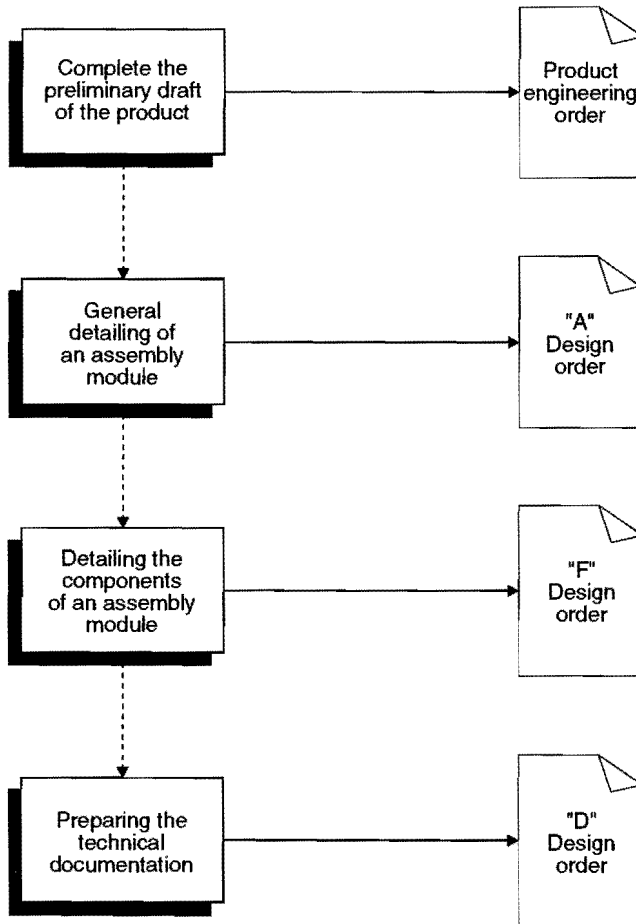 Complete the
preliminary draft
of the product
Product
engineering
order
General
detailing of
an assembly
module
"A"
Design
order
Detailing the
components
of an assembly
module
"F"
Design
order
Preparing the
technical
documentation
"D"
Design
order